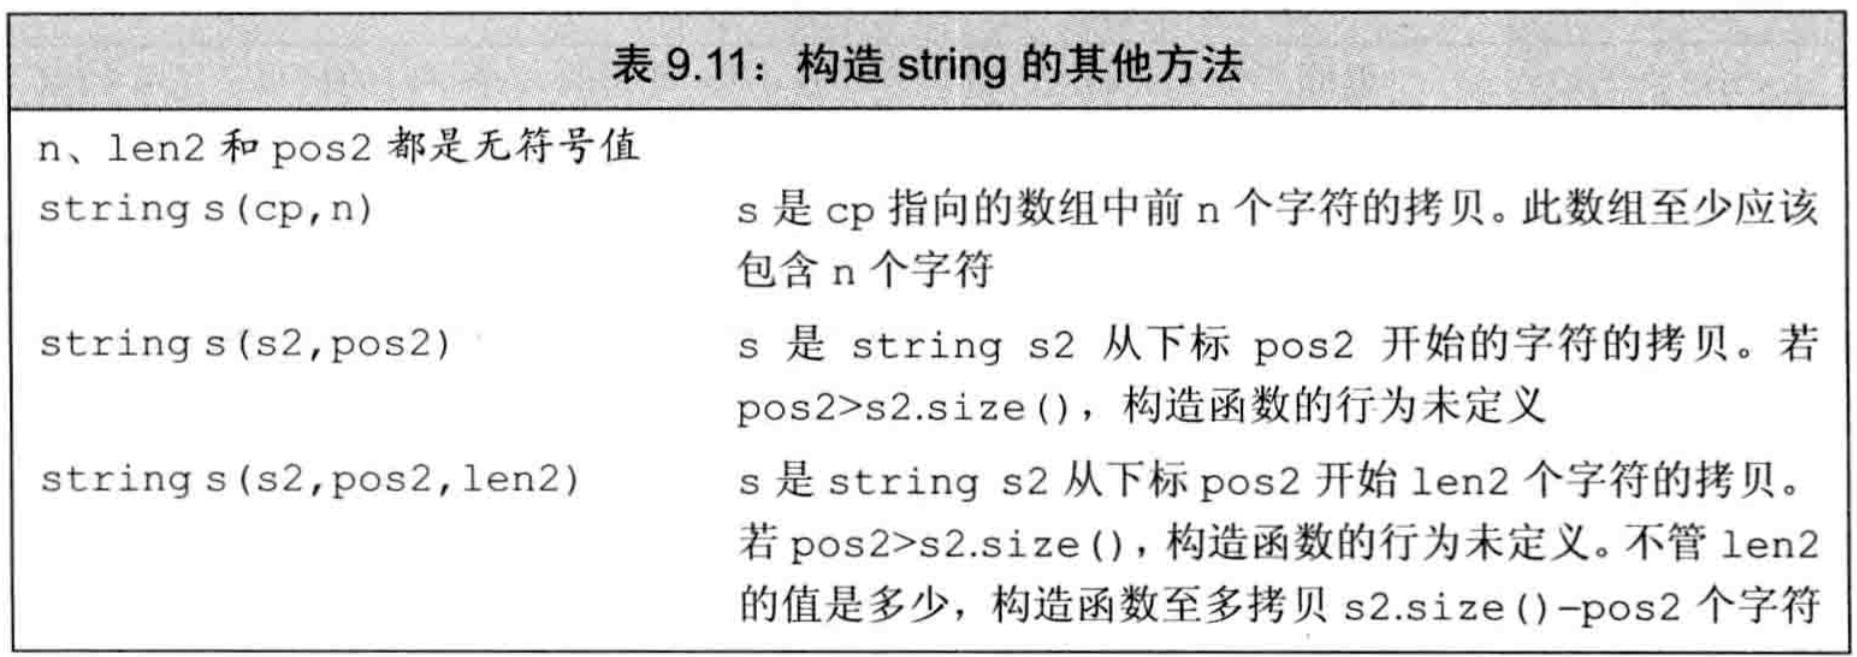 表 9.11：构造 string 的其他方法
n、len2 和 pos2 都是无符号值
string s(cp,n)
s 是 cp 指向的数组中前 n 个字符的拷贝。此数组至少应该
包含 n 个字符
string s(s2,pos2)
s 是 string s2 从下标 pos2 开始的字符的拷贝。若
pos2>s2.size()，构造函数的行为未定义
string s(s2,pos2,len2)
s 是 string s2 从下标 pos2 开始 len2 个字符的拷贝。
若 pos2>s2.size()，构造函数的行为未定义。不管 len2
的值是多少，构造函数至多拷贝 s2.size()-pos2 个字符